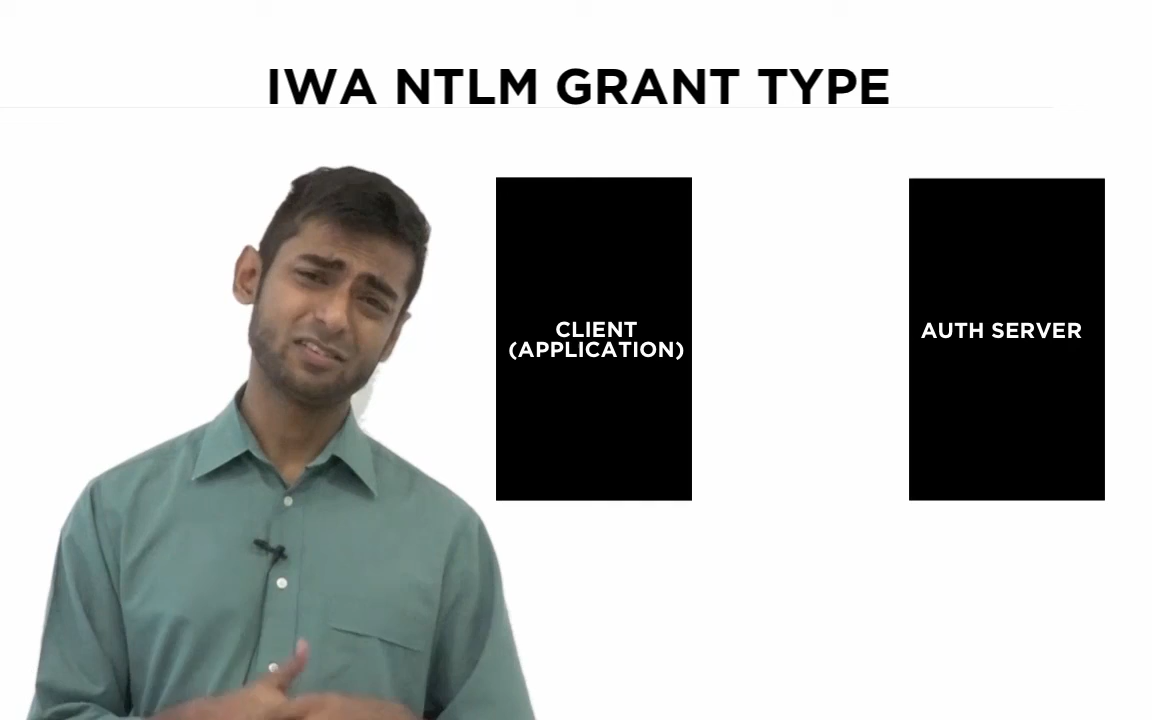 IWA NTLM GRANT TYPE
CLIENT
(APPLICATION)
AUTH SERVER